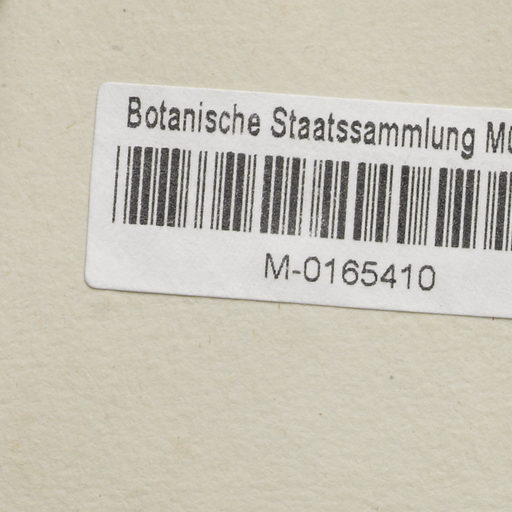 Botanische Staatssammlung
M-0165410